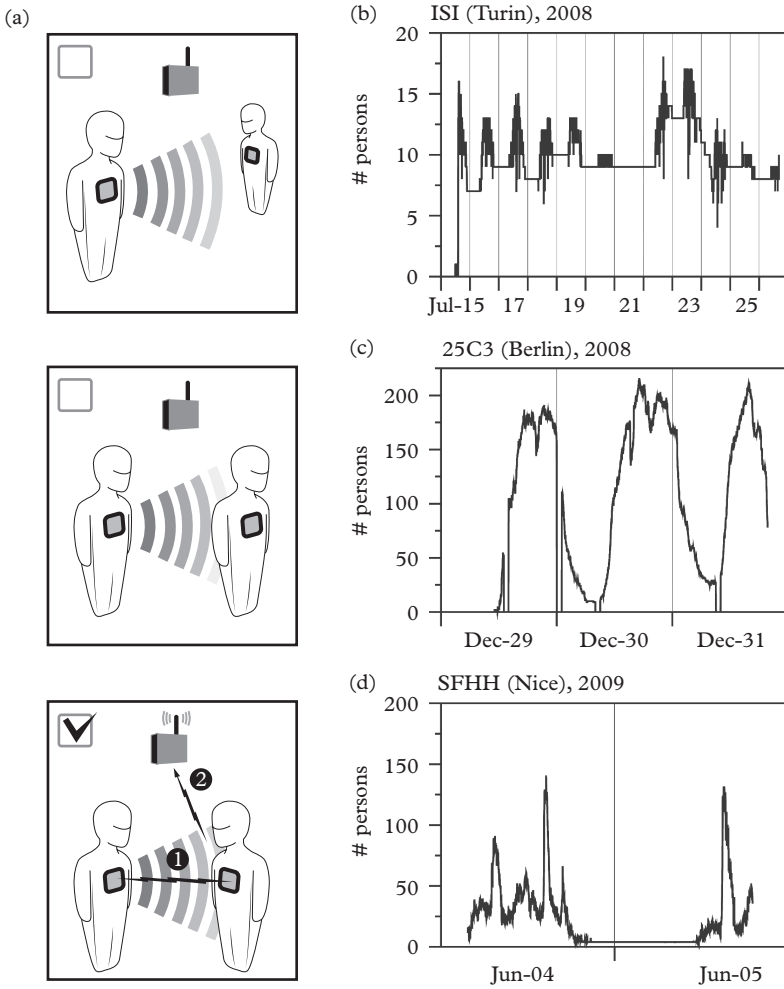 (a)
(b) ISI (Turin), 2008
20
15
10
5
0
# persons
Jul-15 17 19 21 23 25
(c) 25C3 (Berlin), 2008
200
150
100
50
0
# persons
Dec-29 Dec-30 Dec-31
2
1
(d) SFHH (Nice), 2009
200
150
100
50
0
# persons
Jun-04 Jun-05